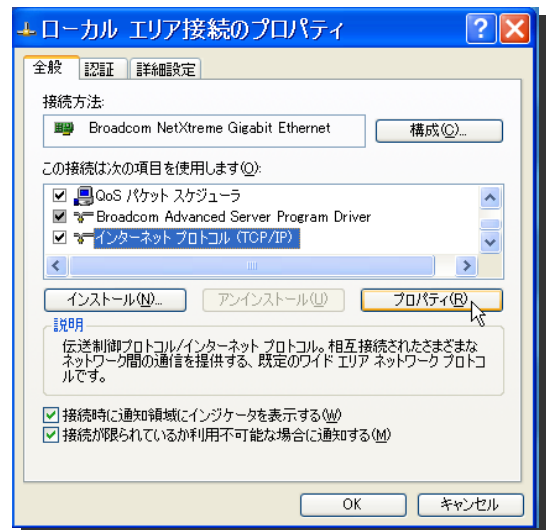 ローカル エリア接続のプロパティ
全般 認証 詳細設定
接続方法:
Broadcom NetXtreme Gigabit Ethernet 構成(C)...
この接続は次の項目を使用します(O):
QoS パケット スケジューラ
Broadcom Advanced Server Program Driver
インターネット プロトコル (TCP/IP)
インストール(N)... アンインストール(U) プロパティ(R)
説明
伝送制御プロトコル/インターネット プロトコル。相互接続されたさまざまな
ネットワーク間の通信を提供する、既定のワイド エリア ネットワーク プロトコ
ルです。
接続時に通知領域にインジケータを表示する(W)
接続が限られているか利用不可能な場合に通知する(M)
OK キャンセル